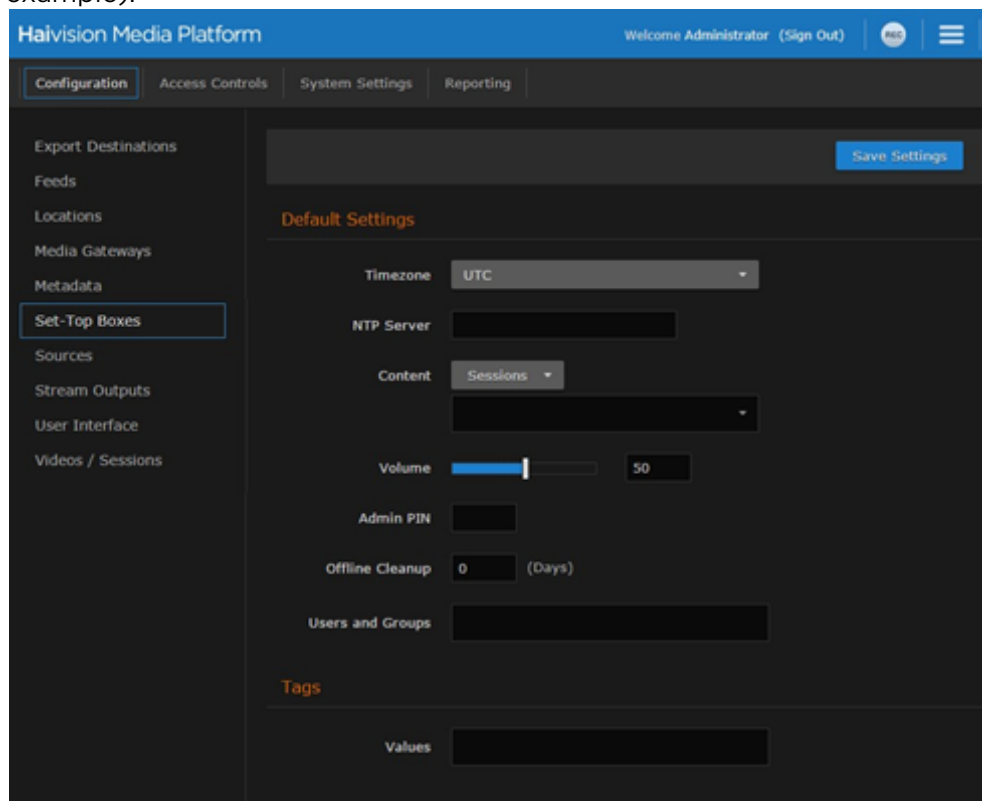 example).
Haivision Media Platform
Welcome Administrator (Sign Out)
REC
Configuration Access Controls System Settings Reporting
Export Destinations
Feeds
Locations
Media Gateways
Metadata
Set-Top Boxes
Sources
Stream Outputs
User Interface
Videos / Sessions
Save Settings
Default Settings
Timezone UTC
NTP Server
Content Sessions
Volume 50
Admin PIN
Offline Cleanup 0 (Days)
Users and Groups
Tags
Values